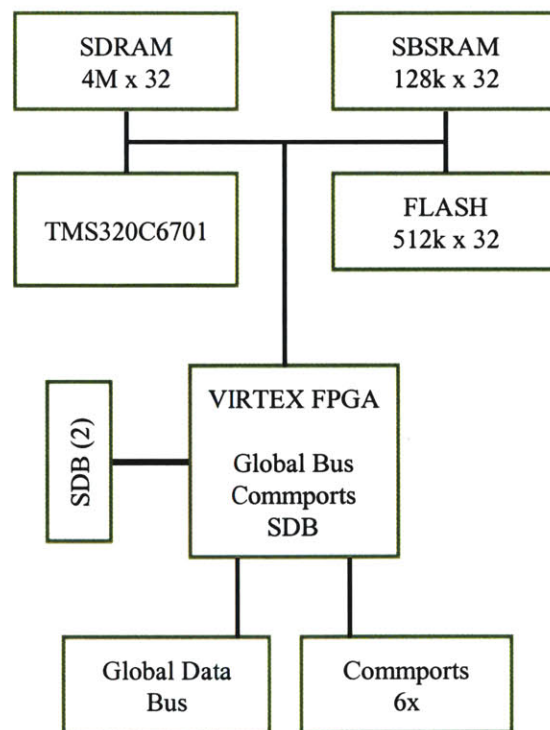 SDRAM
4M x 32
SBSRAM
128k x 32
TMS320C6701
FLASH
512k x 32
VIRTEX FPGA
Global Bus
Commports
SDB
SDB (2)
Global Data
Bus
Commports
6x